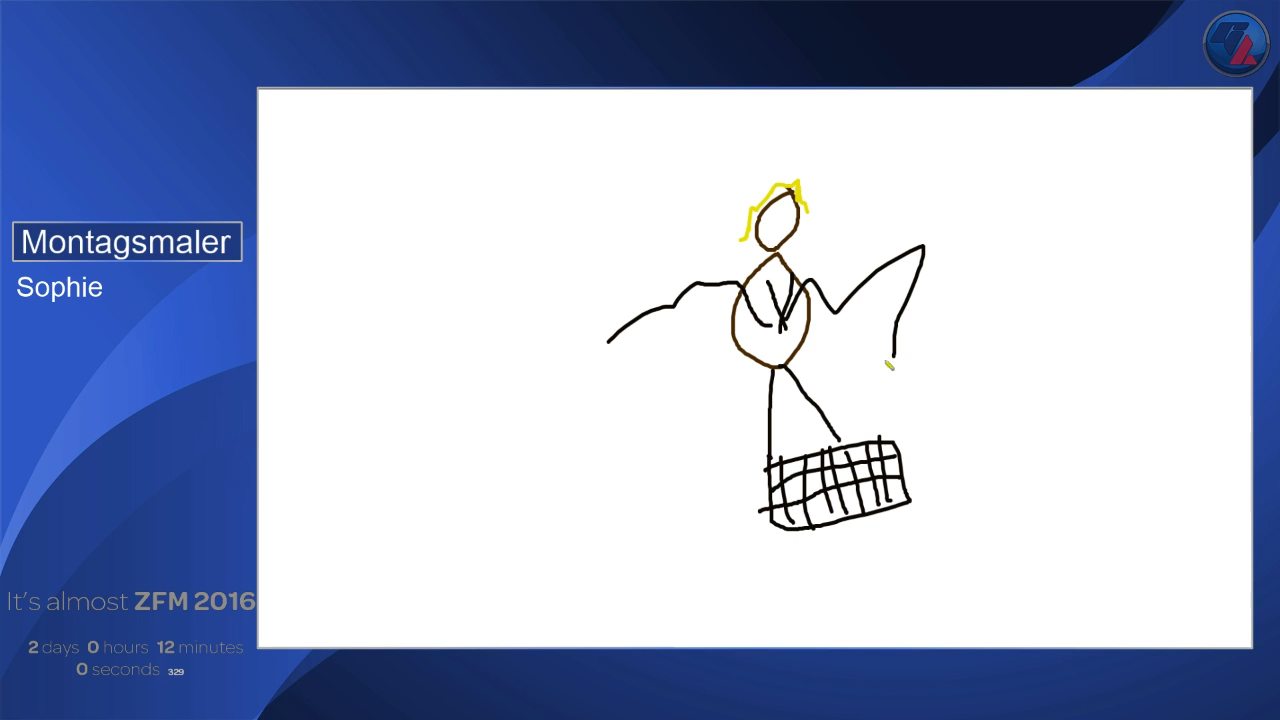 Montagsmaler
Sophie
It's almost ZFM 2016
2 days 0 hours 12 minutes
0 seconds 329